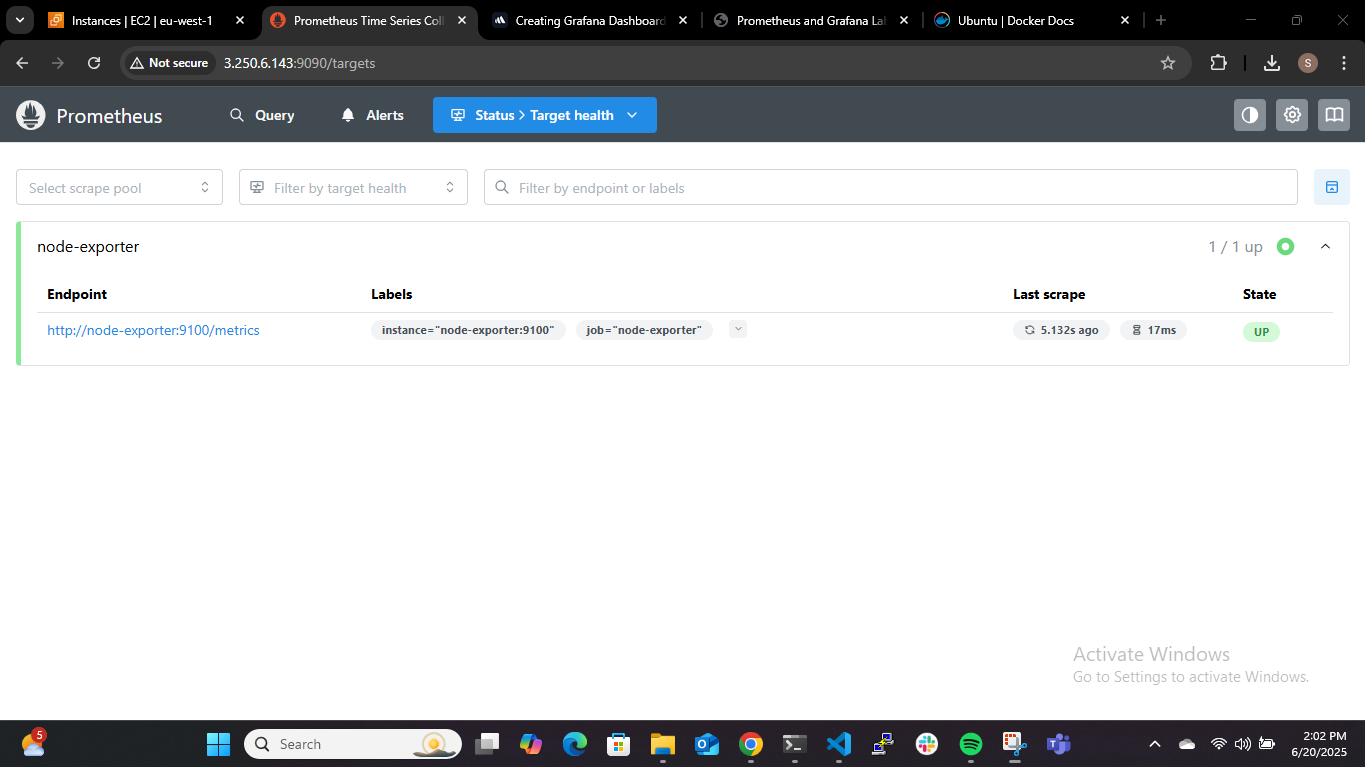 Instances | EC2 | eu-west-1
Prometheus Time Series Coll
Creating Grafana Dashboard
Prometheus and Grafana Lab
Ubuntu | Docker Docs
Not secure
3.250.6.143:9090/targets
S
Prometheus
Query
Alerts
Status > Target health
Select scrape pool
Filter by target health
Filter by endpoint or labels
node-exporter
1 / 1 up
Endpoint Labels Last scrape State
http://node-exporter:9100/metrics instance="node-exporter:9100" job="node-exporter" 5.132s ago 17ms UP
Activate Windows
Go to Settings to activate Windows.
5
Search
2:02 PM
6/20/2025